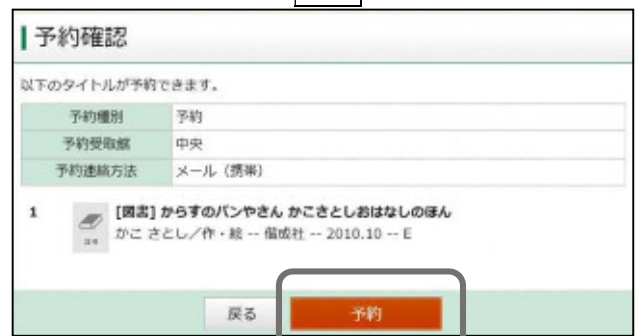 予約確認
以下のタイトルが予約できます。
予約種別 予約
予約受取館 中央
予約連絡方法 メール（携帯）
1 [図書] からすのパンやさん かこさとしおはなしのほん
かこ さとし／作・絵 -- 偕成社 -- 2010.10 -- E
戻る 予約